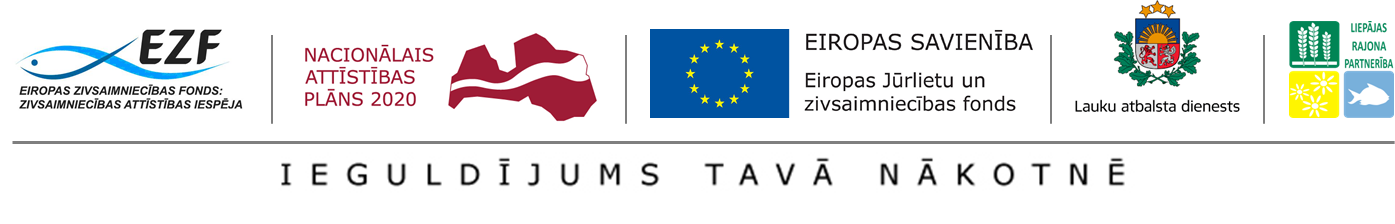 EZF
EIROPAS ZIVSAIMNIECĪBAS FONDS:
ZIVSAIMNIECĪBAS ATTĪSTĪBAS IESPĒJA
NACIONĀLAIS
ATTĪSTĪBAS
PLĀNS 2020
EIROPAS SAVIENĪBA
Eiropas Jūrlietu un
zivsaimniecības fonds
Lauku atbalsta dienests
LIEPĀJAS
RAJONA
PARTNERĪBA
IEGULDĪJUMS TAVĀ NĀKOTNĒ